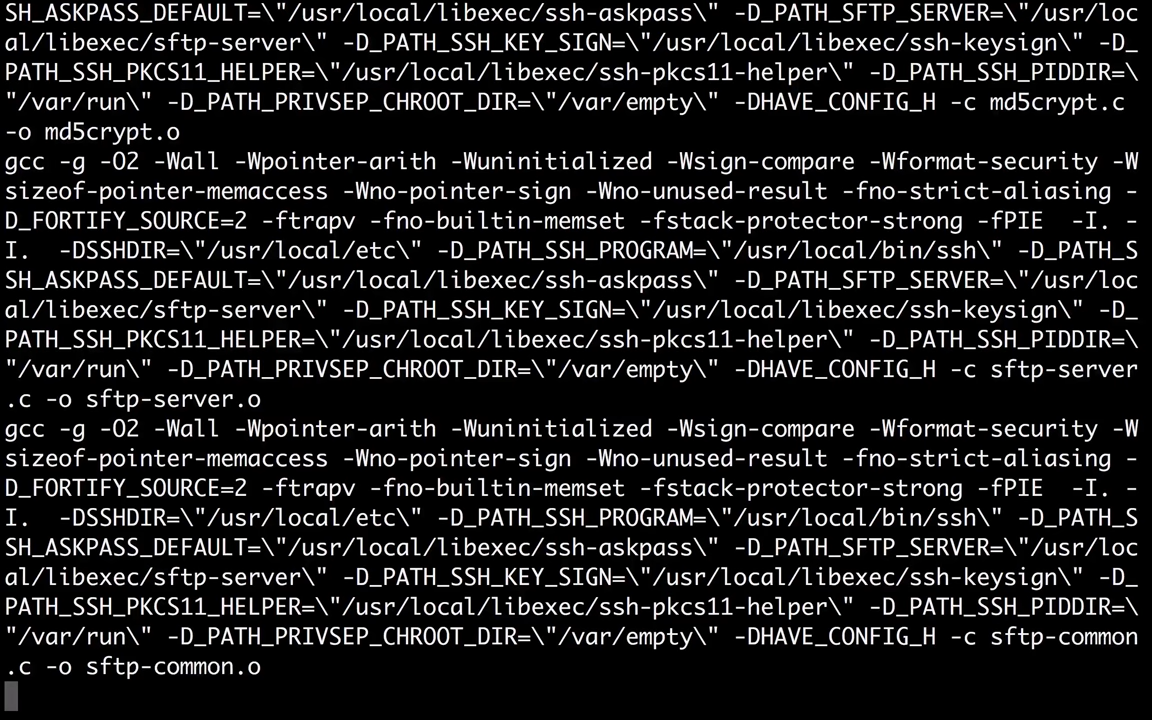 SH_ASKPASS_DEFAULT=\"/usr/local/libexec/ssh-askpass\" -D_PATH_SFTP_SERVER=\"/usr/loc
al/libexec/sftp-server\" -D_PATH_SSH_KEY_SIGN=\"/usr/local/libexec/ssh-keysign\" -D_
PATH_SSH_PKCS11_HELPER=\"/usr/local/libexec/ssh-pkcs11-helper\" -D_PATH_SSH_PIDDIR=\
"/var/run\" -D_PATH_PRIVSEP_CHROOT_DIR=\"/var/empty\" -DHAVE_CONFIG_H -c md5crypt.c
-o md5crypt.o
gcc -g -O2 -Wall -Wpointer-arith -Wuninitialized -Wsign-compare -Wformat-security -W
sizeof-pointer-memaccess -Wno-pointer-sign -Wno-unused-result -fno-strict-aliasing -
D_FORTIFY_SOURCE=2 -ftrapv -fno-builtin-memset -fstack-protector-strong -fPIE  -I. -
I.  -DSSHDIR=\"/usr/local/etc\" -D_PATH_SSH_PROGRAM=\"/usr/local/bin/ssh\" -D_PATH_S
SH_ASKPASS_DEFAULT=\"/usr/local/libexec/ssh-askpass\" -D_PATH_SFTP_SERVER=\"/usr/loc
al/libexec/sftp-server\" -D_PATH_SSH_KEY_SIGN=\"/usr/local/libexec/ssh-keysign\" -D_
PATH_SSH_PKCS11_HELPER=\"/usr/local/libexec/ssh-pkcs11-helper\" -D_PATH_SSH_PIDDIR=\
"/var/run\" -D_PATH_PRIVSEP_CHROOT_DIR=\"/var/empty\" -DHAVE_CONFIG_H -c sftp-server
.c -o sftp-server.o
gcc -g -O2 -Wall -Wpointer-arith -Wuninitialized -Wsign-compare -Wformat-security -W
sizeof-pointer-memaccess -Wno-pointer-sign -Wno-unused-result -fno-strict-aliasing -
D_FORTIFY_SOURCE=2 -ftrapv -fno-builtin-memset -fstack-protector-strong -fPIE  -I. -
I.  -DSSHDIR=\"/usr/local/etc\" -D_PATH_SSH_PROGRAM=\"/usr/local/bin/ssh\" -D_PATH_S
SH_ASKPASS_DEFAULT=\"/usr/local/libexec/ssh-askpass\" -D_PATH_SFTP_SERVER=\"/usr/loc
al/libexec/sftp-server\" -D_PATH_SSH_KEY_SIGN=\"/usr/local/libexec/ssh-keysign\" -D_
PATH_SSH_PKCS11_HELPER=\"/usr/local/libexec/ssh-pkcs11-helper\" -D_PATH_SSH_PIDDIR=\
"/var/run\" -D_PATH_PRIVSEP_CHROOT_DIR=\"/var/empty\" -DHAVE_CONFIG_H -c sftp-common
.c -o sftp-common.o